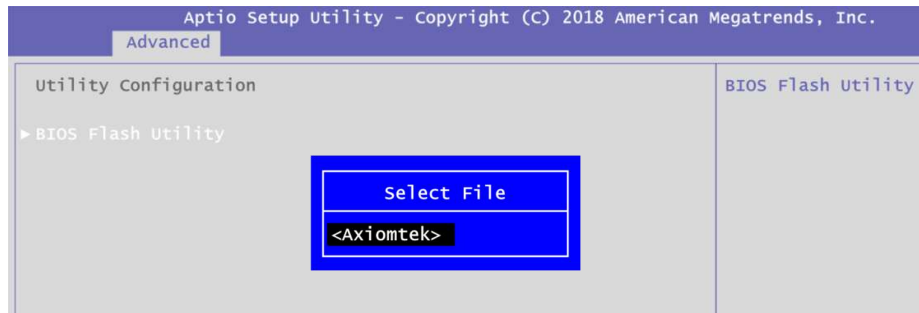 Aptio Setup Utility - Copyright (C) 2018 American Megatrends, Inc.
Advanced
Utility Configuration
BIOS Flash Utility
►BIOS Flash Utility
Select File
<Axiomtek>